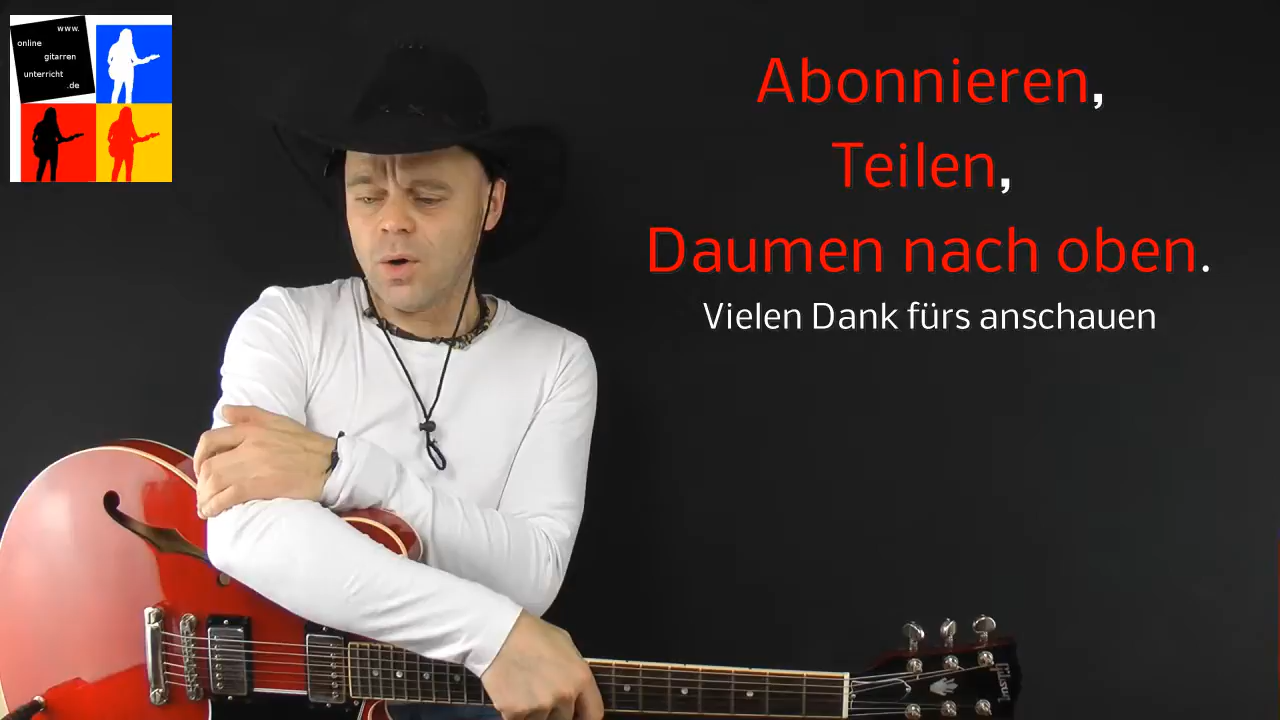 www.
online
gitarren
unterricht
.de
Abonnieren,
Teilen,
Daumen nach oben.
Vielen Dank fürs anschauen
Gibson